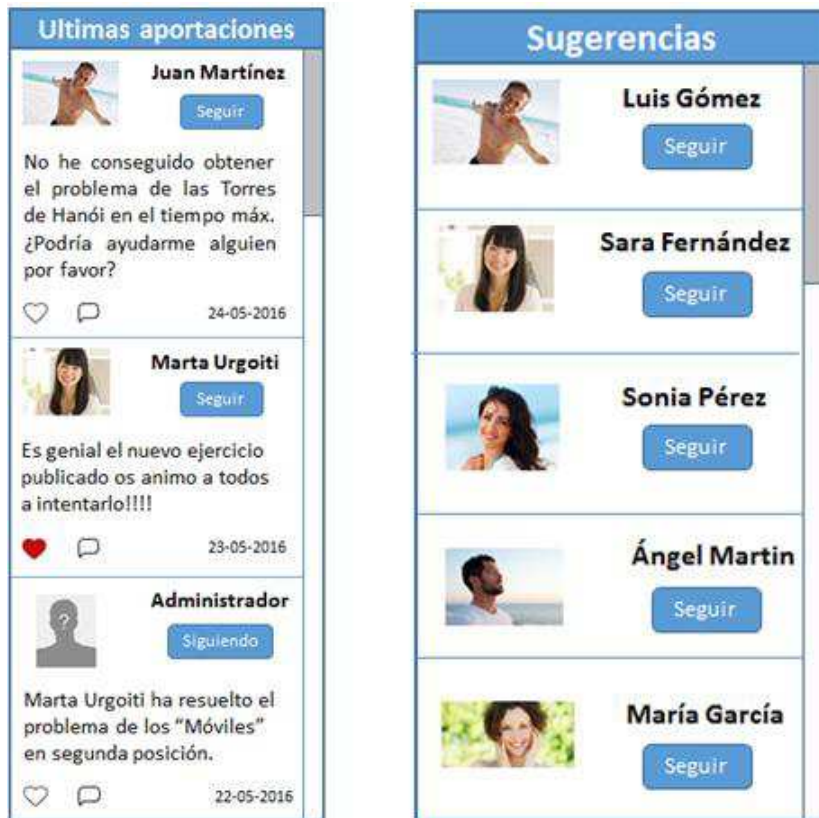 Ultimas aportaciones
Juan Martínez
Seguir
No he conseguido obtener
el problema de las Torres
de Hanói en el tiempo máx.
¿Podría ayudarme alguien
por favor?
24-05-2016
Marta Urgoiti
Seguir
Es genial el nuevo ejercicio
publicado os animo a todos
a intentarlo!!!!
23-05-2016
?
Administrador
Siguiendo
Marta Urgoiti ha resuelto el
problema de los “Móviles”
en segunda posición.
22-05-2016
Sugerencias
Luis Gómez
Seguir
Sara Fernández
Seguir
Sonia Pérez
Seguir
Ángel Martin
Seguir
María García
Seguir